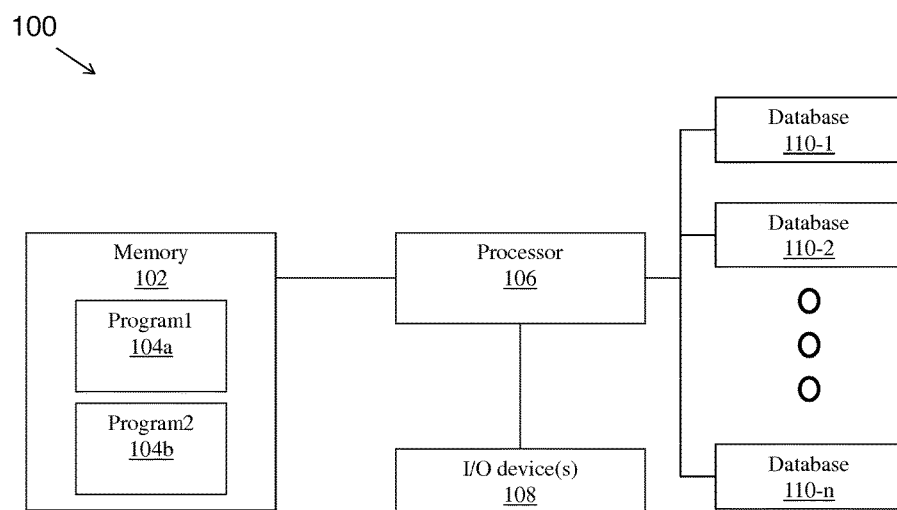 100
Memory
102
Program1
104a
Program2
104b
Processor
106
I/O device(s)
108
Database
110-1
Database
110-2
Database
110-n